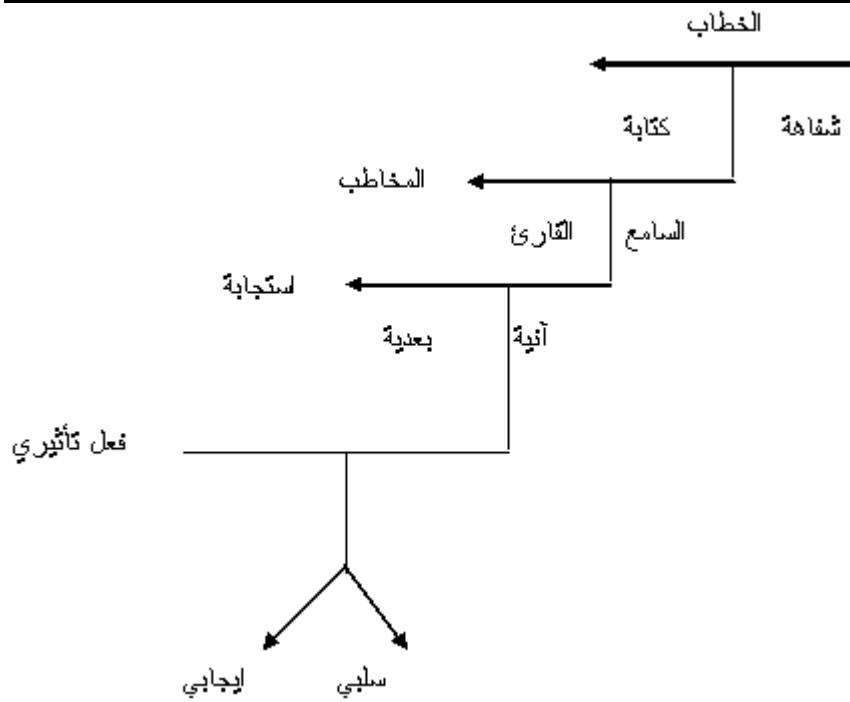 الخطاب
شفاهة كتابة
المخاطب
السامع القارئ
استجابة
آنية بعدية
فعل تأثيري
سلبي ايجابي